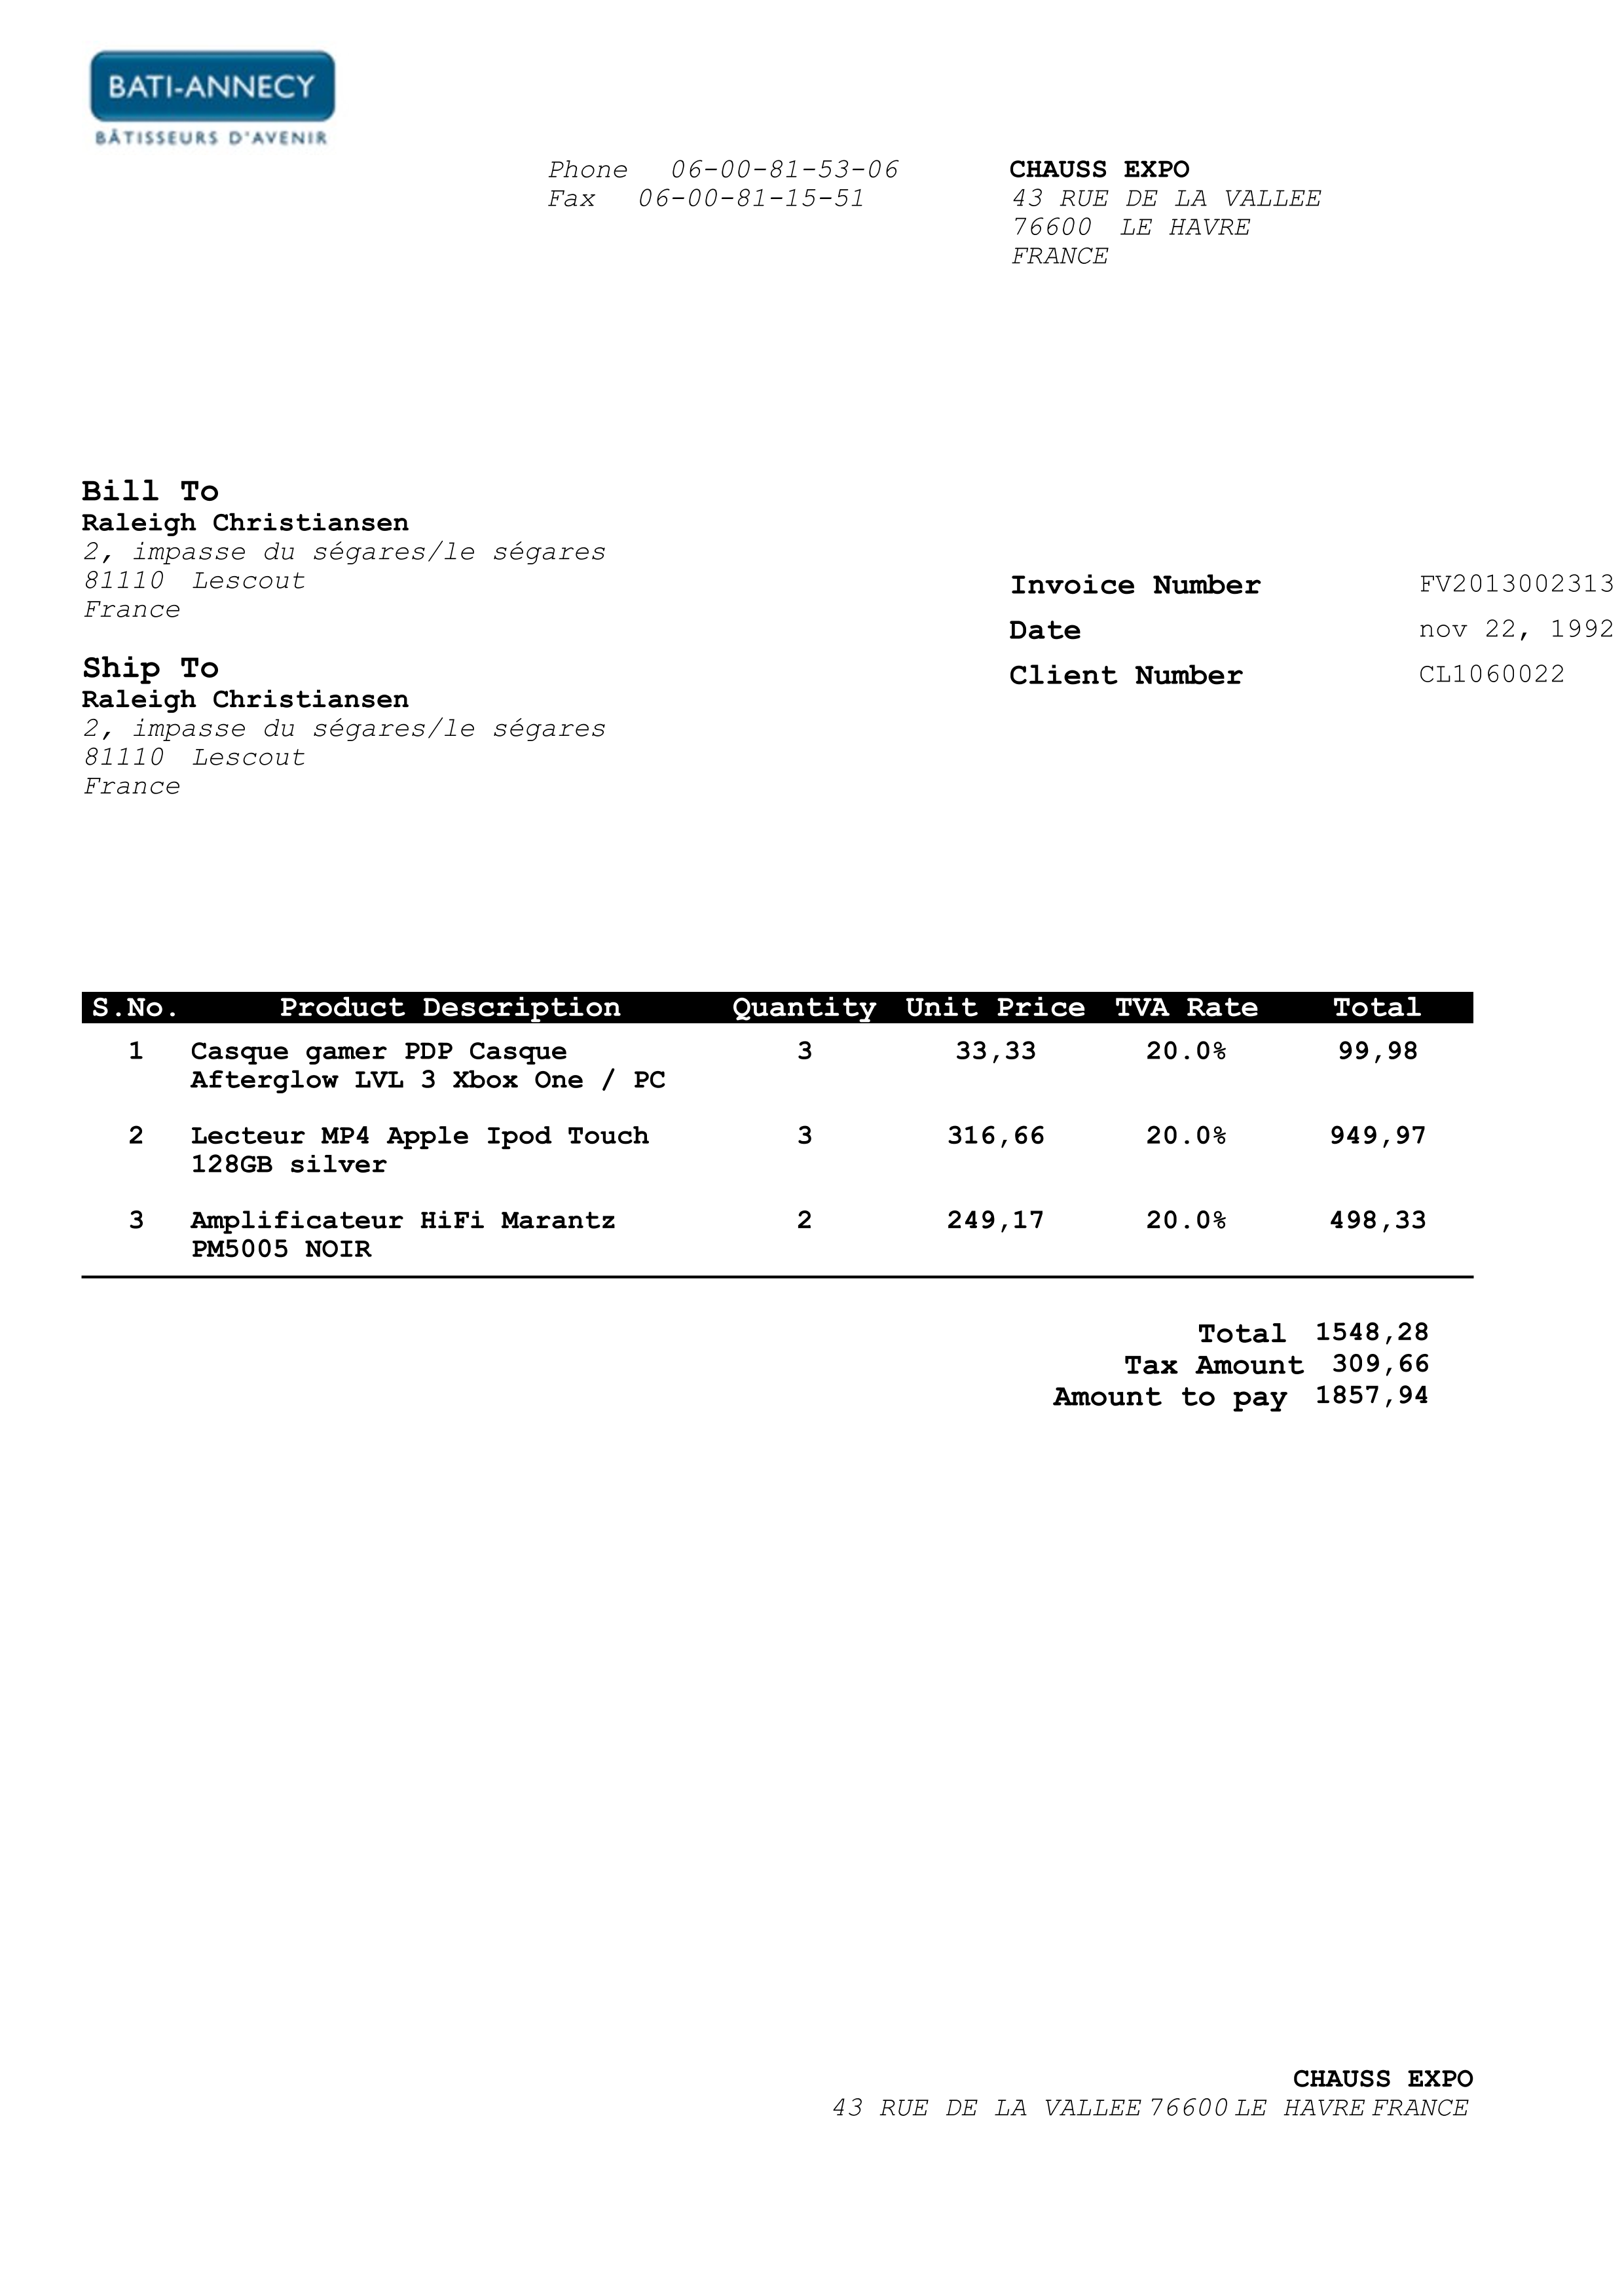 BATI-ANNECY
BÂTISSEURS D'AVENIR
Phone 06-00-81-53-06
Fax 06-00-81-15-51
CHAUSS EXPO
43 RUE DE LA VALLEE
76600 LE HAVRE
FRANCE
Bill To
Raleigh Christiansen
2, impasse du ségares/le ségares
81110 Lescout
France
Ship To
Raleigh Christiansen
2, impasse du ségares/le ségares
81110 Lescout
France
Invoice Number FV2013002313
Date nov 22, 1992
Client Number CL1060022
S.No. Product Description Quantity Unit Price TVA Rate Total
1 Casque gamer PDP Casque 3 33,33 20.0% 99,98
Afterglow LVL 3 Xbox One / PC
2 Lecteur MP4 Apple Ipod Touch 3 316,66 20.0% 949,97
128GB silver
3 Amplificateur HiFi Marantz 2 249,17 20.0% 498,33
PM5005 NOIR
Total 1548,28
Tax Amount 309,66
Amount to pay 1857,94
CHAUSS EXPO
43 RUE DE LA VALLEE 76600 LE HAVRE FRANCE